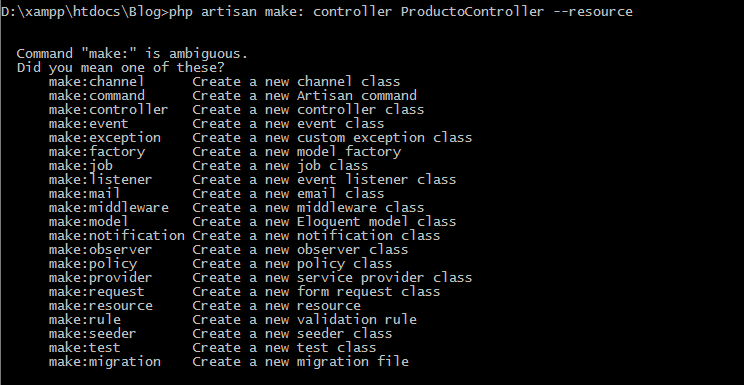 D:\xampp\htdocs\Blog>php artisan make: controller ProductoController --resource
Command "make:" is ambiguous.
Did you mean one of these?
make:channel Create a new channel class
make:command Create a new Artisan command
make:controller Create a new controller class
make:event Create a new event class
make:exception Create a new custom exception class
make:factory Create a new model factory
make:job Create a new job class
make:listener Create a new event listener class
make:mail Create a new email class
make:middleware Create a new middleware class
make:model Create a new Eloquent model class
make:notification Create a new notification class
make:observer Create a new observer class
make:policy Create a new policy class
make:provider Create a new service provider class
make:request Create a new form request class
make:resource Create a new resource
make:rule Create a new validation rule
make:seeder Create a new seeder class
make:test Create a new test class
make:migration Create a new migration file